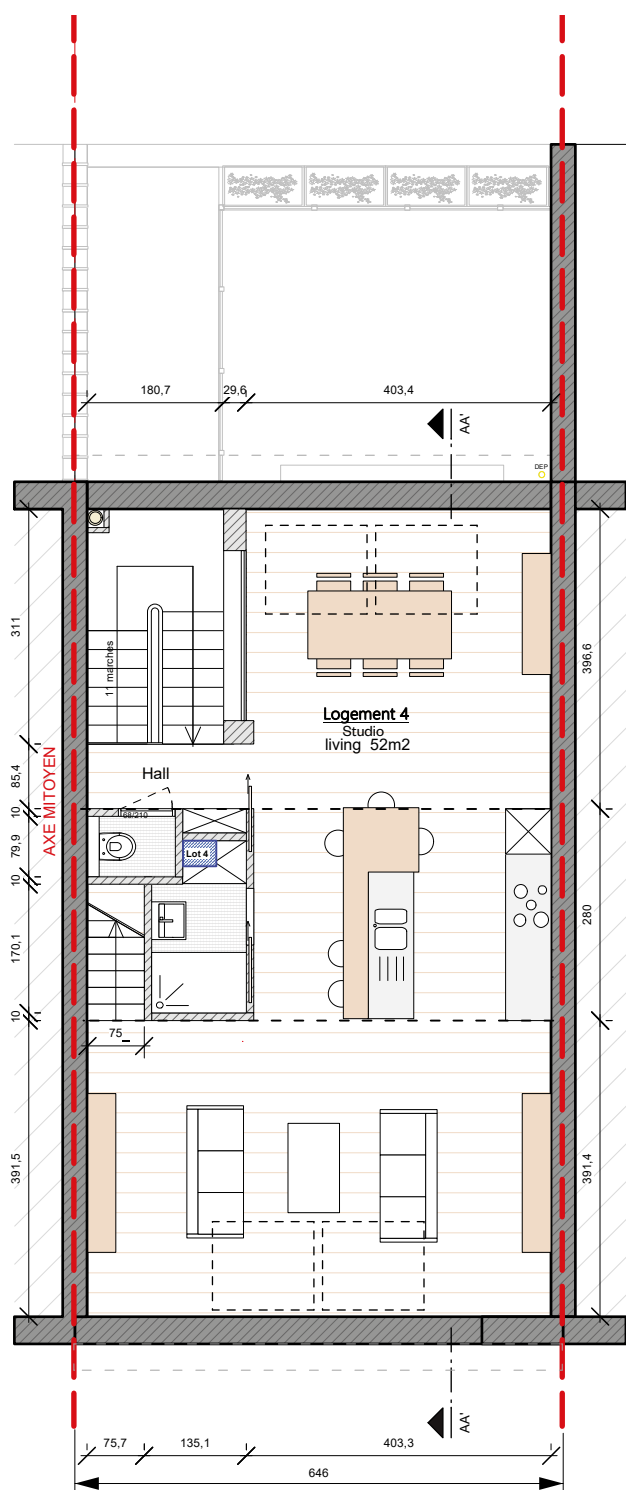 180,7
29,6
403,4
AA'
DEP
311
11 marches
396,6
Logement 4
Studio
living 52m2
85,4
AXE MITOYEN
Hall
68/210
10
79,9
Lot 4
10
280
170,1
10
75_
391,5
391,4
AA'
75,7
135,1
403,3
646